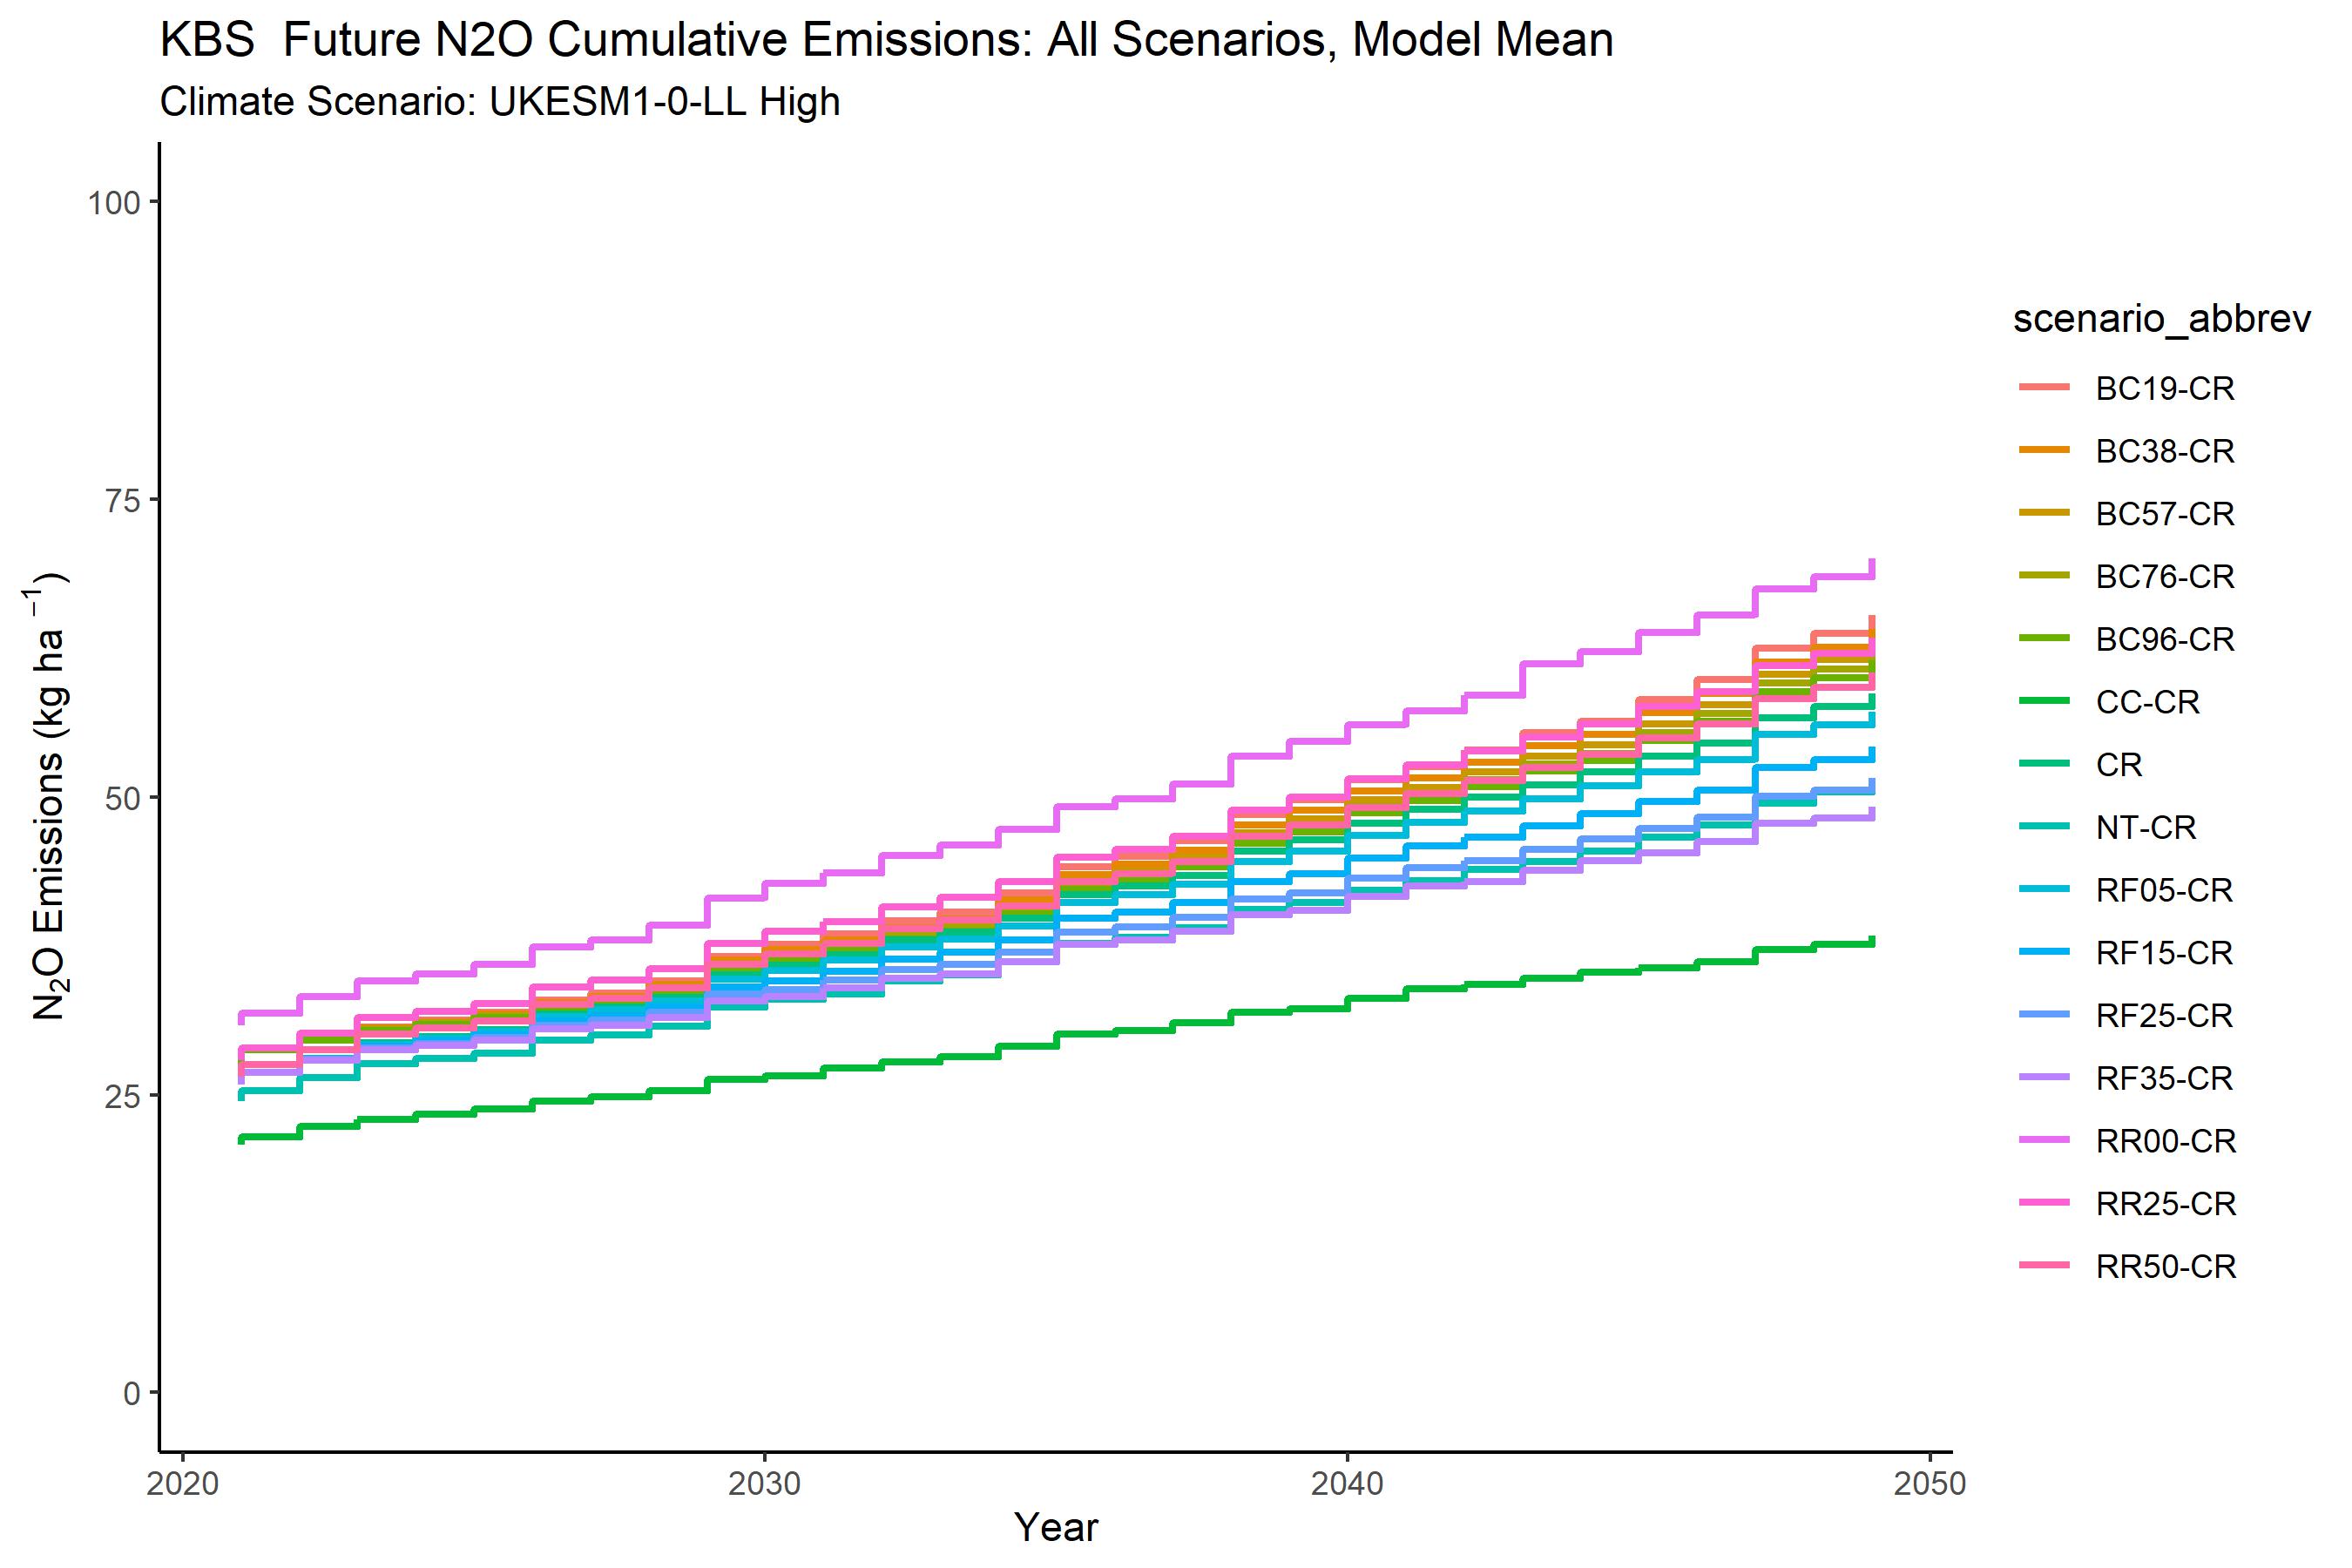 KBS  Future N2O Cumulative Emissions: All Scenarios, Model Mean
Climate Scenario: UKESM1-0-LL High
100
75
50
25
0
N₂O Emissions (kg ha ⁻¹)
2020
2030
2040
2050
Year
scenario_abbrev
BC19-CR
BC38-CR
BC57-CR
BC76-CR
BC96-CR
CC-CR
CR
NT-CR
RF05-CR
RF15-CR
RF25-CR
RF35-CR
RR00-CR
RR25-CR
RR50-CR